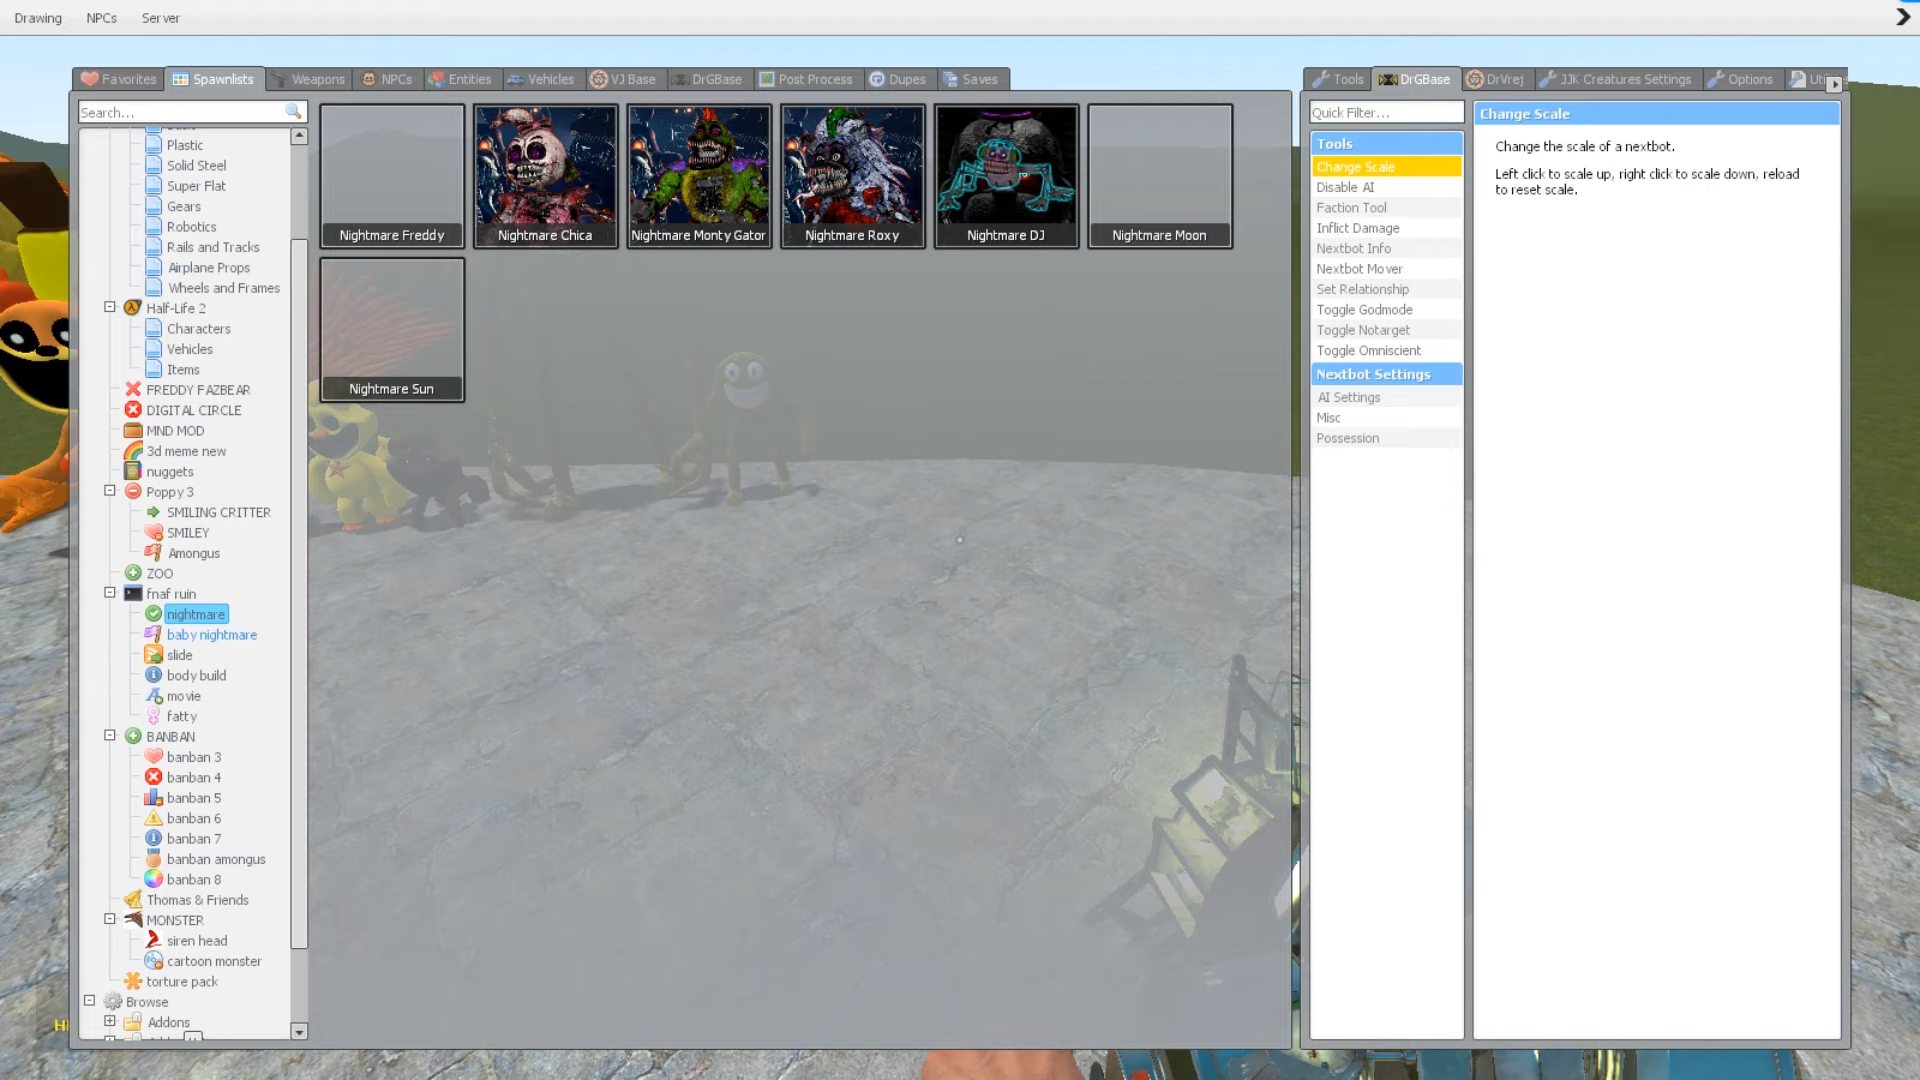 Drawing NPCs Server
Favorites Spawnlists Weapons NPCs Entities Vehicles VJ Base DrGBase Post Process Dupes Saves
Search...
Plastic
Solid Steel
Super Flat
Gears
Robotics
Rails and Tracks
Airplane Props
Wheels and Frames
Half-Life 2
Characters
Vehicles
Items
FREDDY FAZBEAR
DIGITAL CIRCLE
MND MOD
3d meme new
nuggets
Poppy 3
SMILING CRITTER
SMILEY
Amongus
ZOO
fnaf ruin
nightmare
baby nightmare
slide
body build
movie
fatty
BANBAN
banban 3
banban 4
banban 5
banban 6
banban 7
banban amongus
banban 8
Thomas & Friends
MONSTER
siren head
cartoon monster
torture pack
Browse
Addons
Nightmare Freddy
Nightmare Chica
Nightmare Monty Gator
Nightmare Roxy
Nightmare DJ
Nightmare Moon
Nightmare Sun
Tools DrGBase DrVrej JJK Creatures Settings Options
Quick Filter...
Tools
Change Scale
Disable AI
Faction Tool
Inflict Damage
Nextbot Info
Nextbot Mover
Set Relationship
Toggle Godmode
Toggle Notarget
Toggle Omniscient
Nextbot Settings
AI Settings
Misc
Possession
Change Scale
Change the scale of a nextbot.
Left click to scale up, right click to scale down, reload
to reset scale.